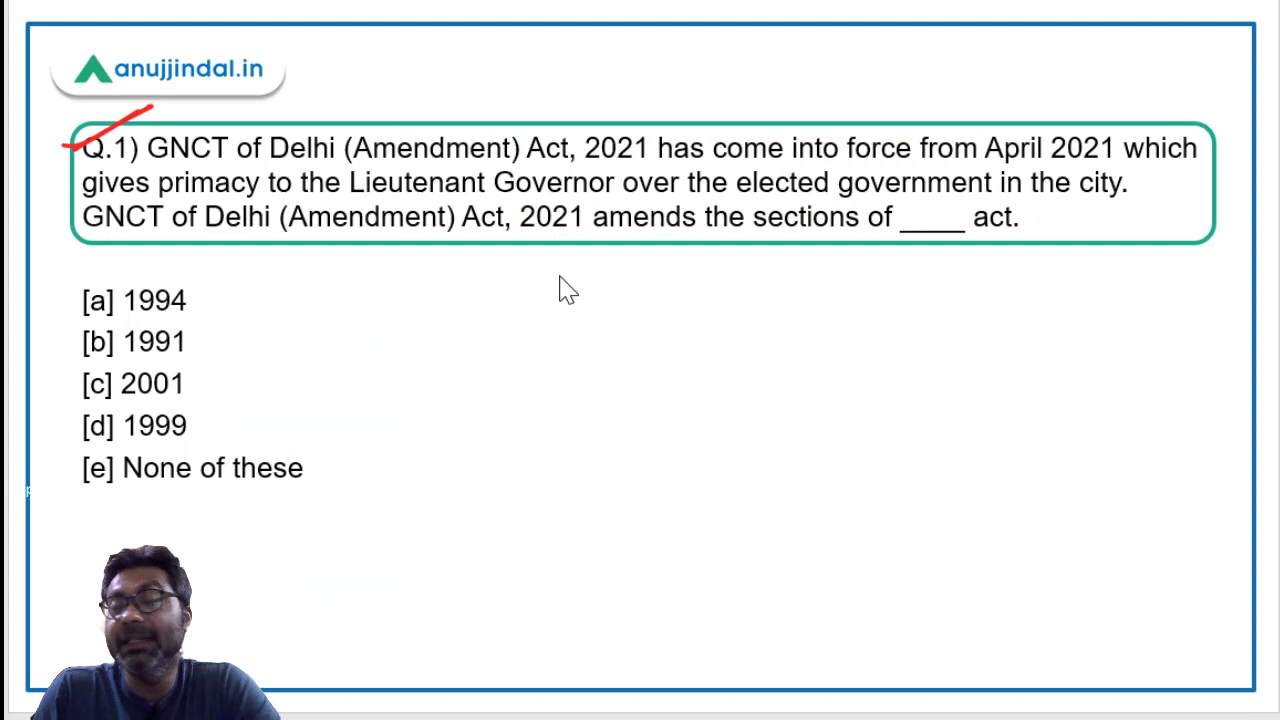 anujjindal.in
Q.1) GNCT of Delhi (Amendment) Act, 2021 has come into force from April 2021 which
gives primacy to the Lieutenant Governor over the elected government in the city.
GNCT of Delhi (Amendment) Act, 2021 amends the sections of ____ act.
[a] 1994
[b] 1991
[c] 2001
[d] 1999
[e] None of these